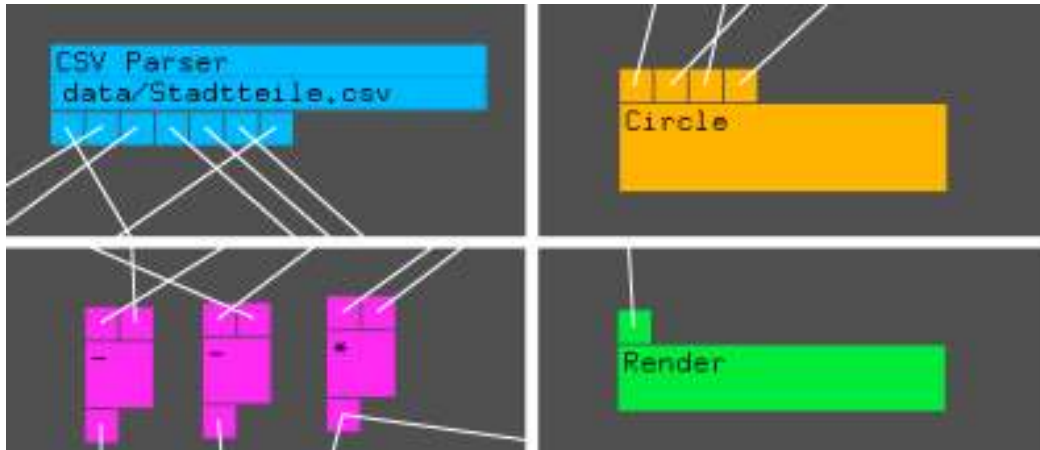 CSV Parser
data/Stadtteile.csv
Circle
-
-
*
Render